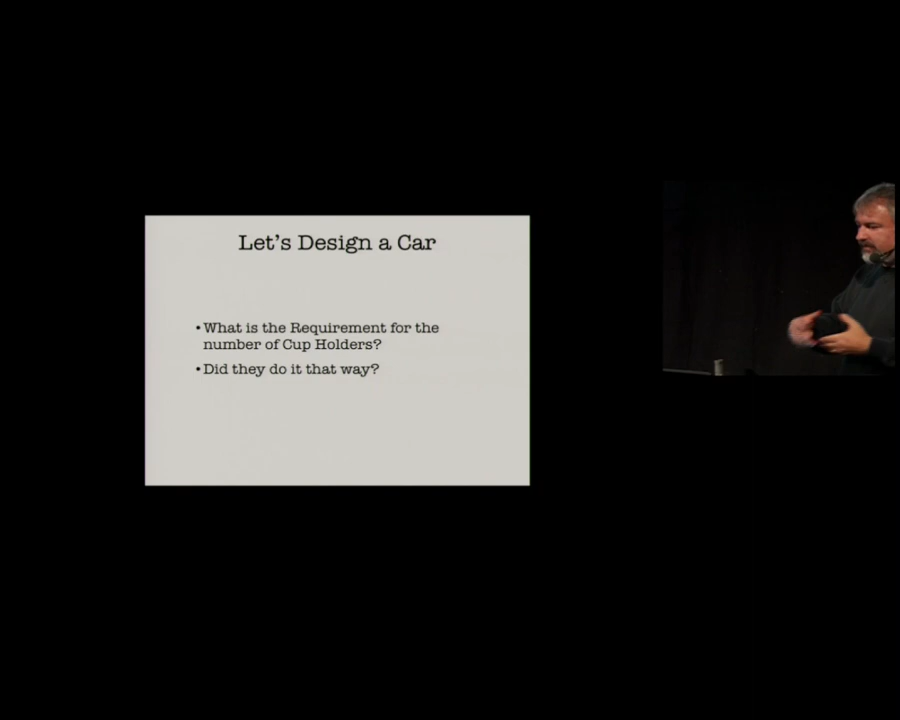 Let's Design a Car
•What is the Requirement for the
number of Cup Holders?
•Did they do it that way?